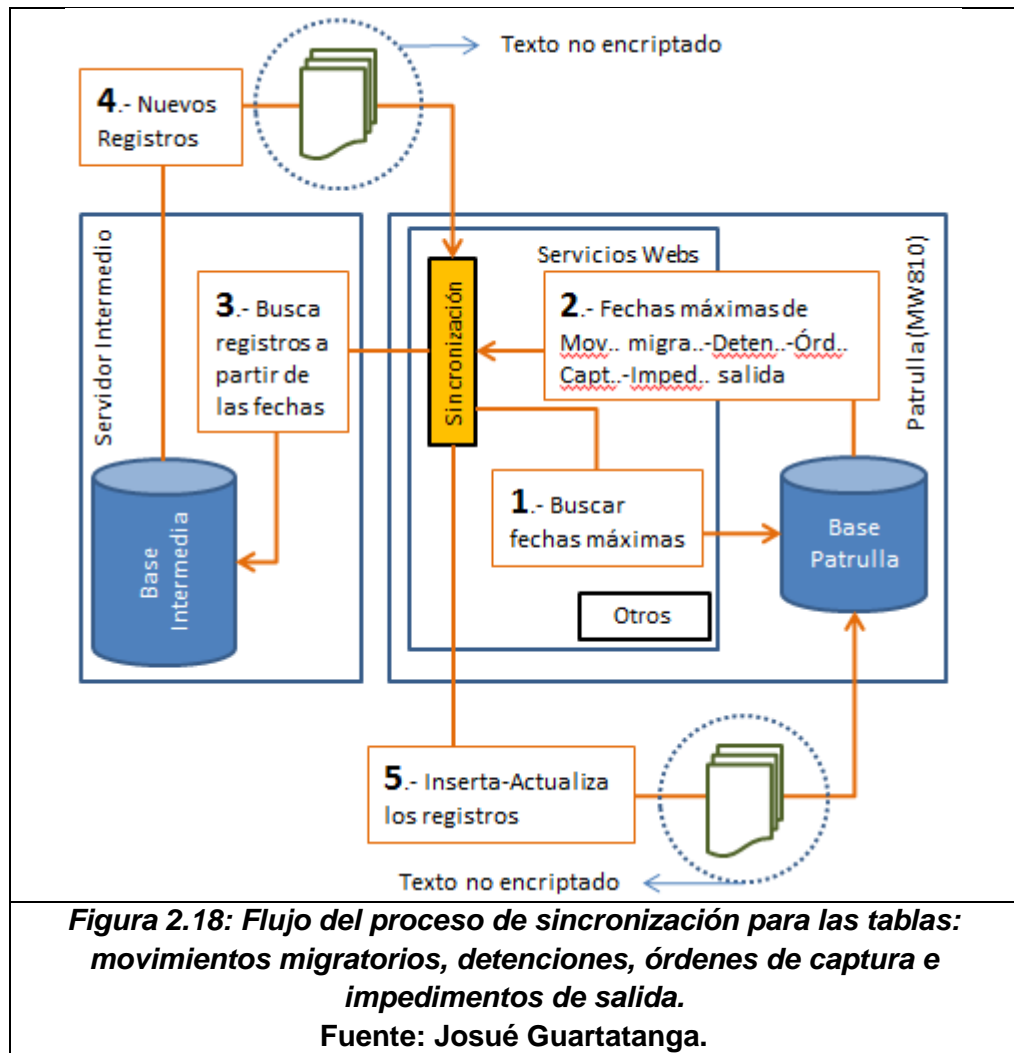 Texto no encriptado
4.- Nuevos
Registros
Servidor Intermedio
3.- Busca
registros a
partir de
las fechas
Base
Intermedia
Patrulla(MW810)
Servicios Webs
Sincronización
2.- Fechas máximas de
Mov.. migra..-Deten..-Órd..
Capt..-Imped.. salida
1.- Buscar
fechas máximas
Base
Patrulla
Otros
5.- Inserta-Actualiza
los registros
Texto no encriptado
Figura 2.18: Flujo del proceso de sincronización para las tablas:
movimientos migratorios, detenciones, órdenes de captura e
impedimentos de salida.
Fuente: Josué Guartatanga.